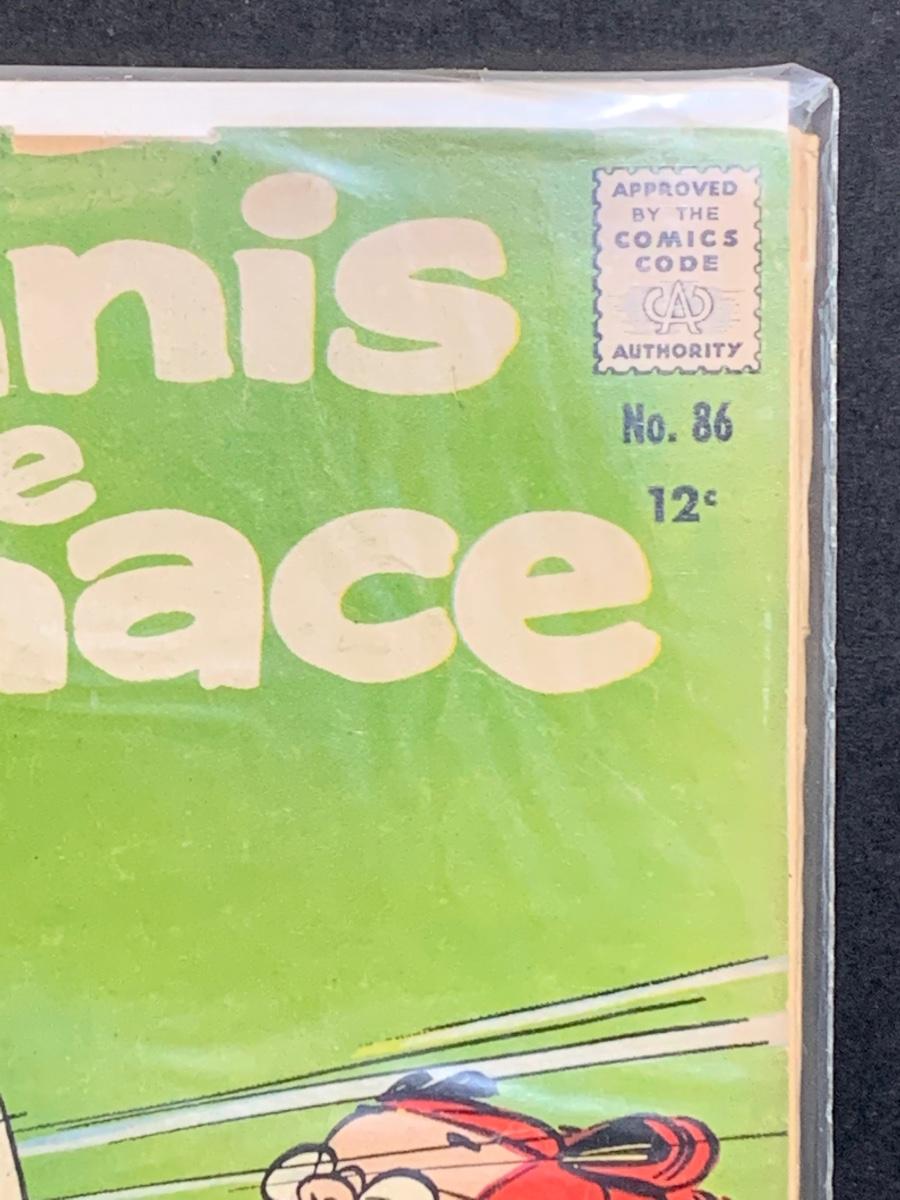 nnis
e
nace
APPROVED
BY THE
COMICS
CODE
CA
AUTHORITY
No. 86
12¢